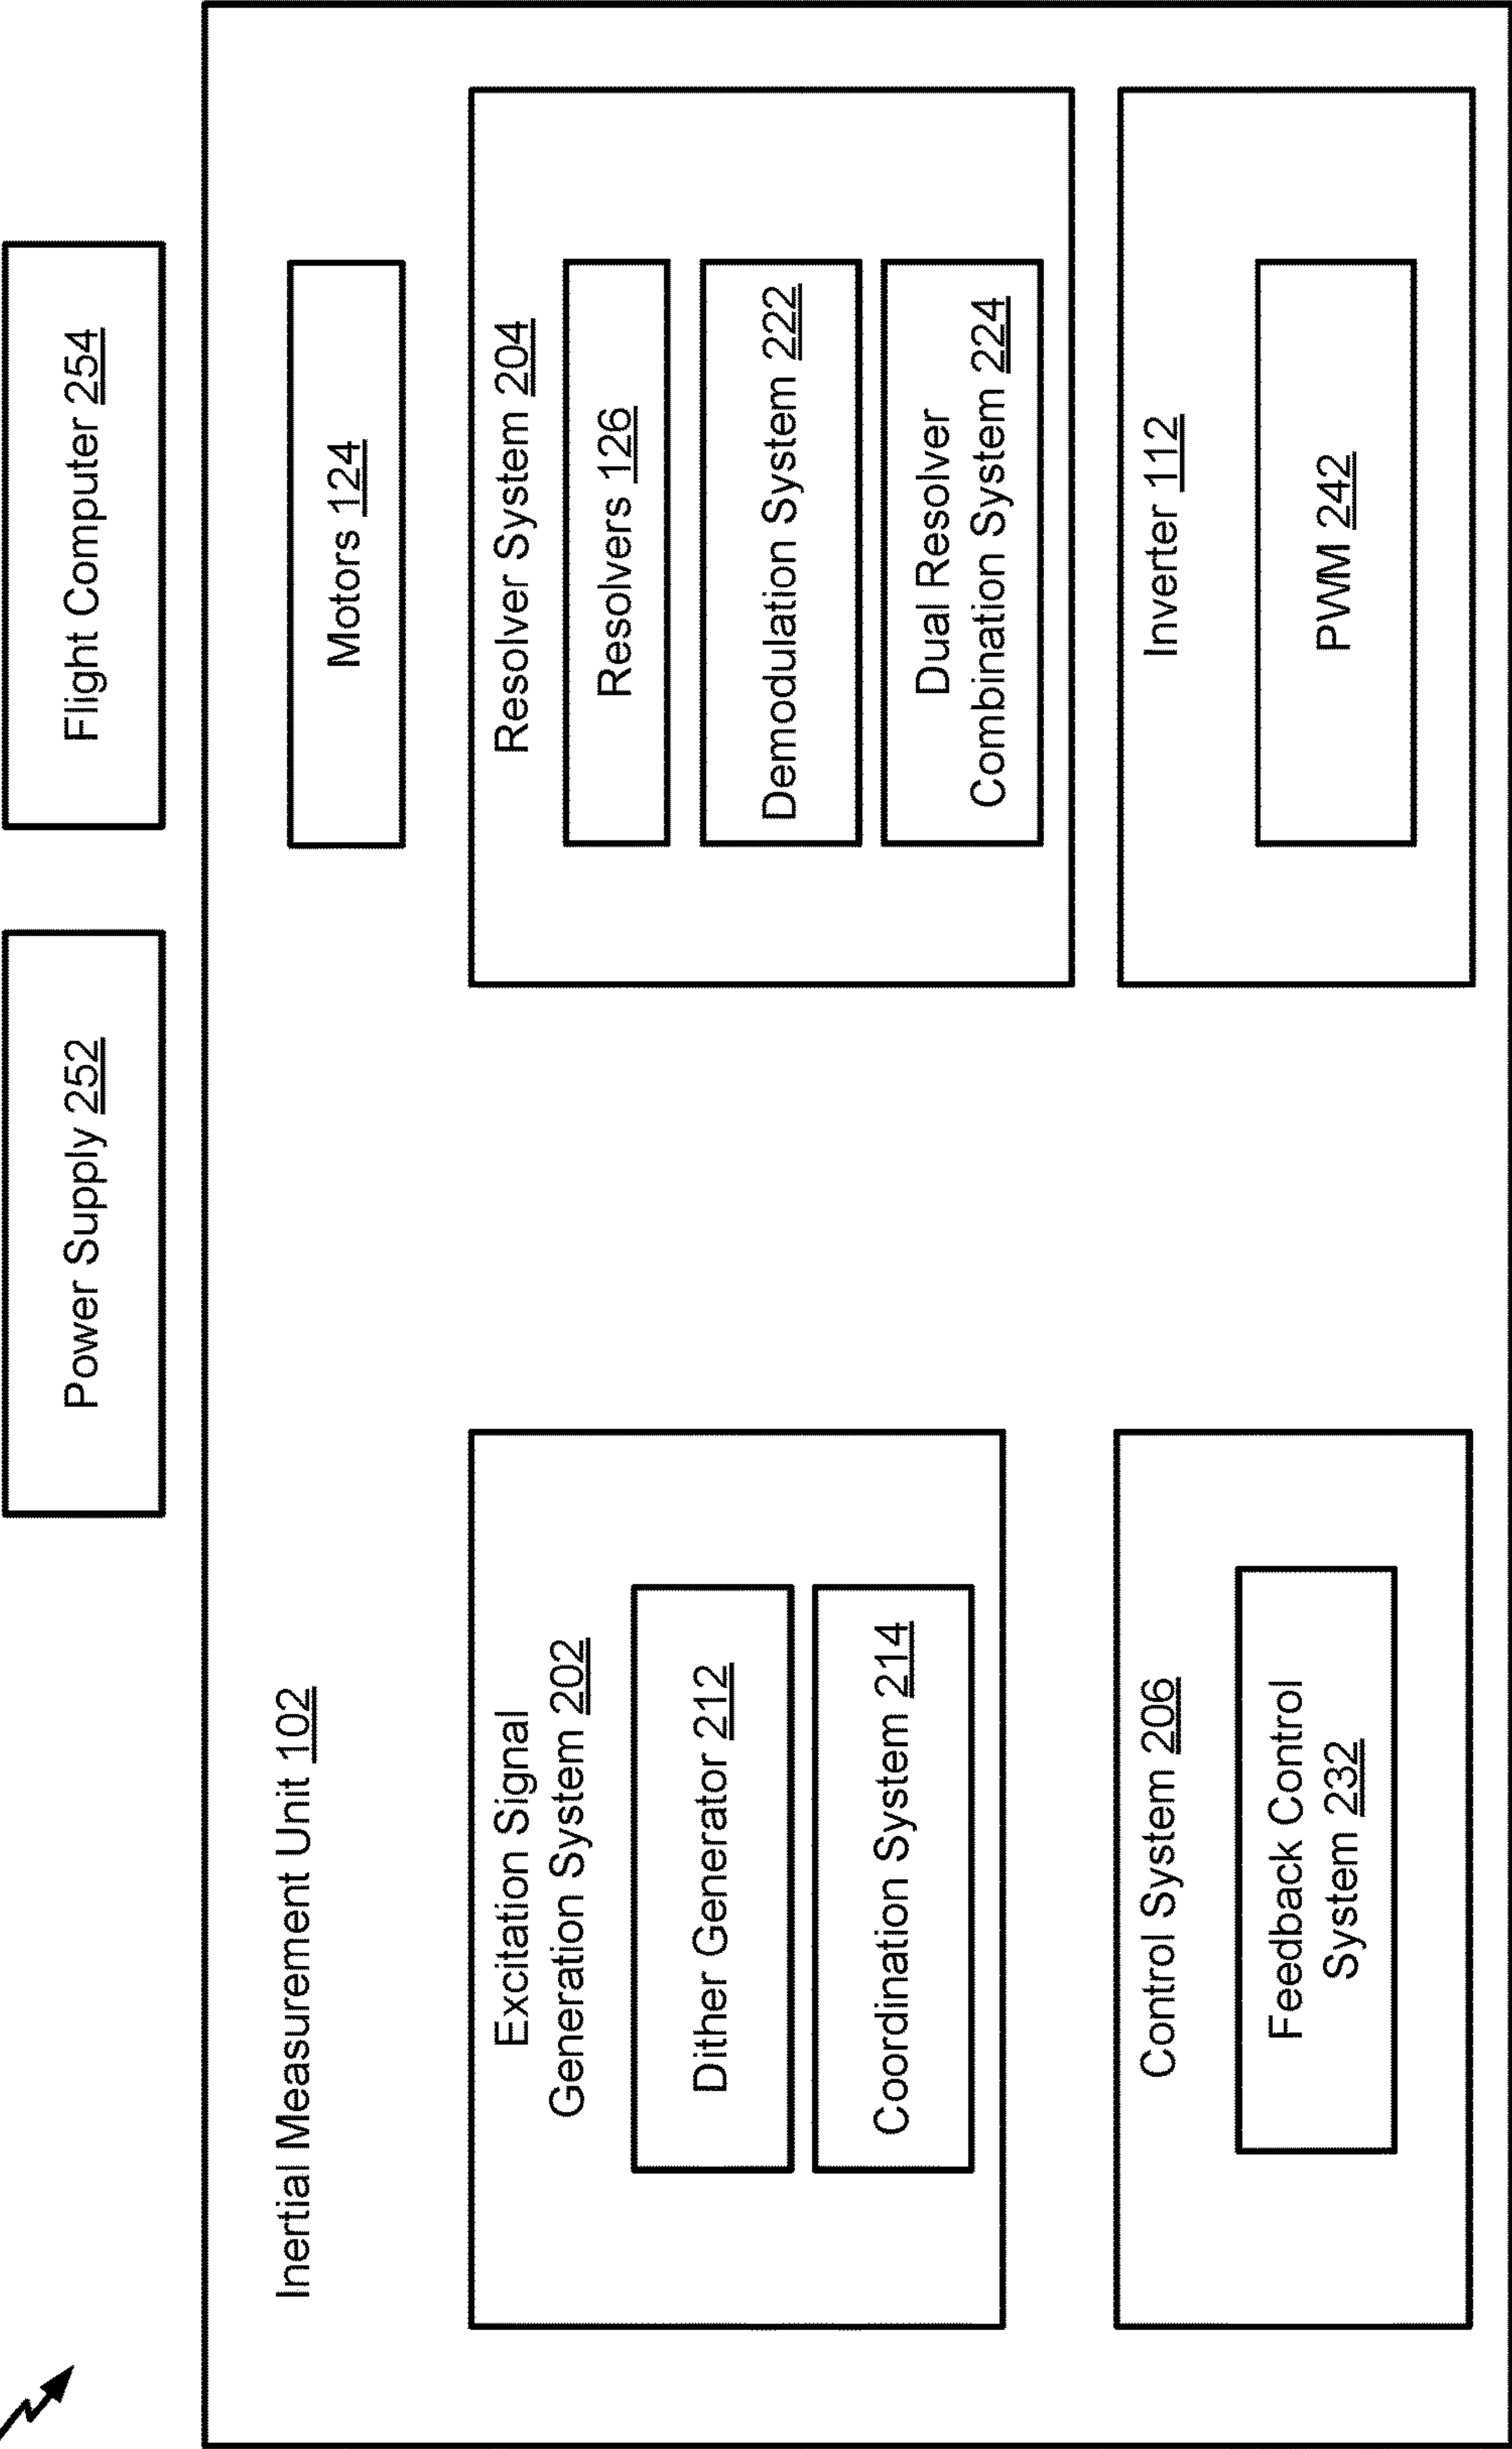 Power Supply 252
Flight Computer 254
Inertial Measurement Unit 102
Motors 124
Excitation Signal
Generation System 202
Dither Generator 212
Coordination System 214
Resolver System 204
Resolvers 126
Demodulation System 222
Dual Resolver
Combination System 224
Control System 206
Feedback Control
System 232
Inverter 112
PWM 242